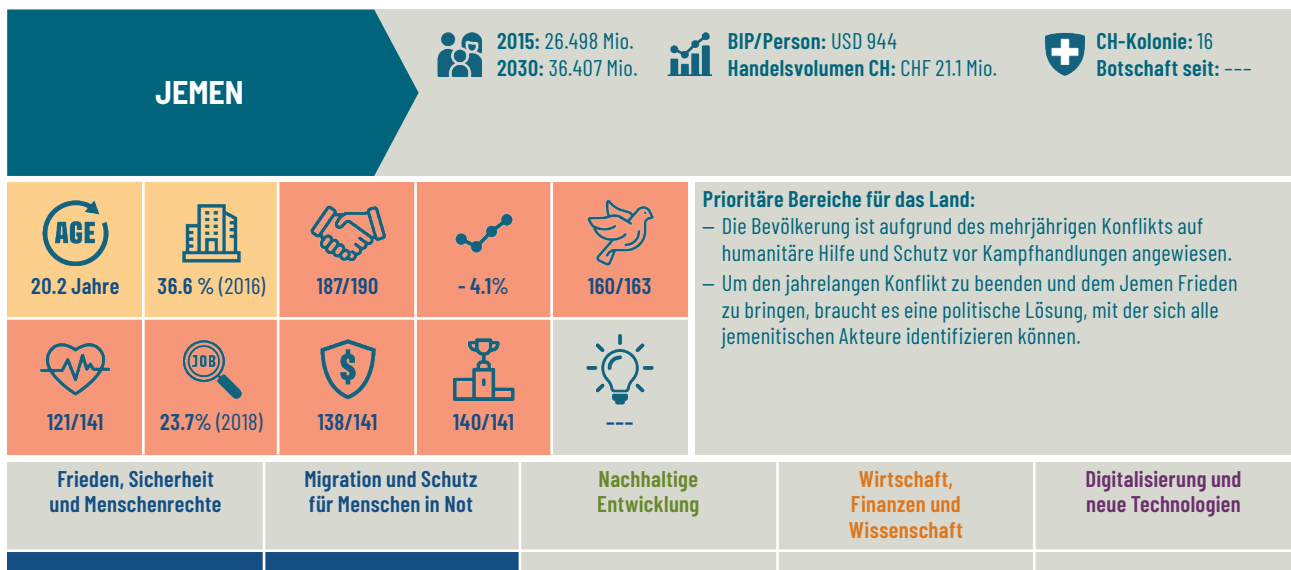 JEMEN
2015: 26.498 Mio.
2030: 36.407 Mio.
BIP/Person: USD 944
Handelsvolumen CH: CHF 21.1 Mio.
CH-Kolonie: 16
Botschaft seit: ---
AGE
20.2 Jahre
36.6 % (2016)
187/190
- 4.1%
160/163
121/141
JOB
23.7% (2018)
$
138/141
140/141
---
Prioritäre Bereiche für das Land:
– Die Bevölkerung ist aufgrund des mehrjährigen Konflikts auf
humanitäre Hilfe und Schutz vor Kampfhandlungen angewiesen.
– Um den jahrelangen Konflikt zu beenden und dem Jemen Frieden
zu bringen, braucht es eine politische Lösung, mit der sich alle
jemenitischen Akteure identifizieren können.
Frieden, Sicherheit
und Menschenrechte
Migration und Schutz
für Menschen in Not
Nachhaltige
Entwicklung
Wirtschaft,
Finanzen und
Wissenschaft
Digitalisierung und
neue Technologien